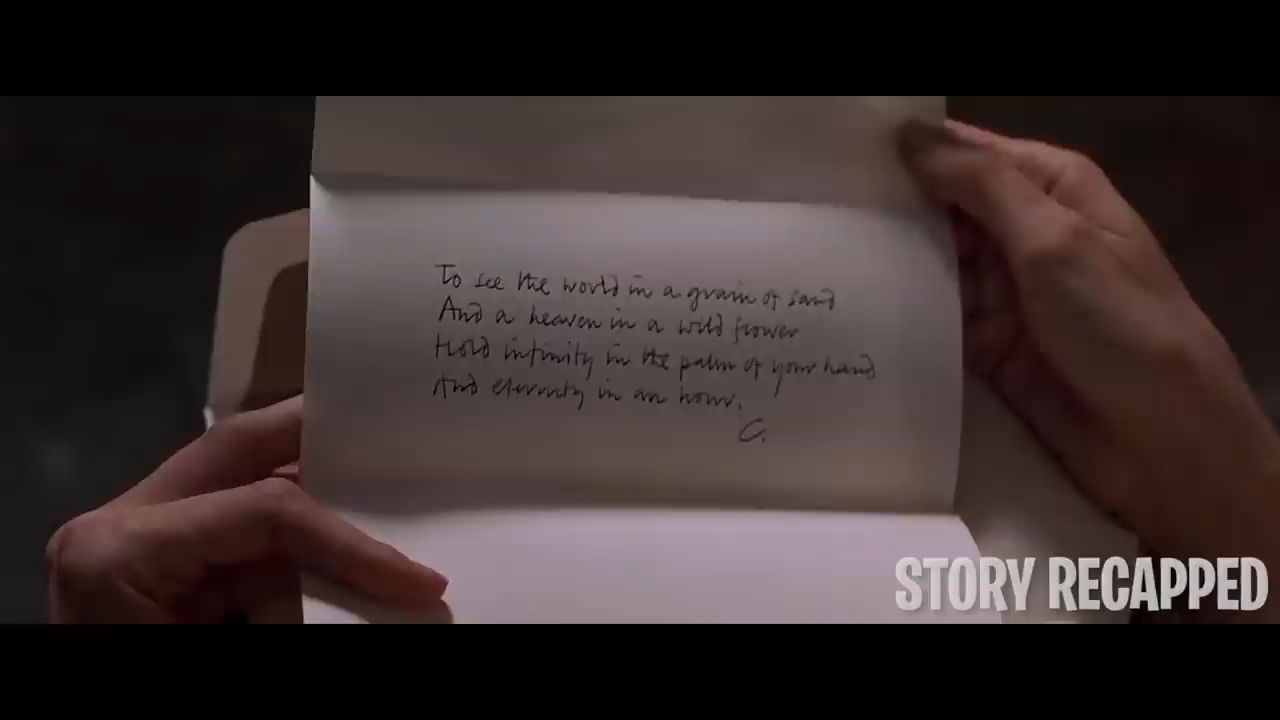 To see the world in a grain of sand
And a heaven in a wild flower
Hold infinity in the palm of your hand
And eternity in an hour.
C.
STORY RECAPPED